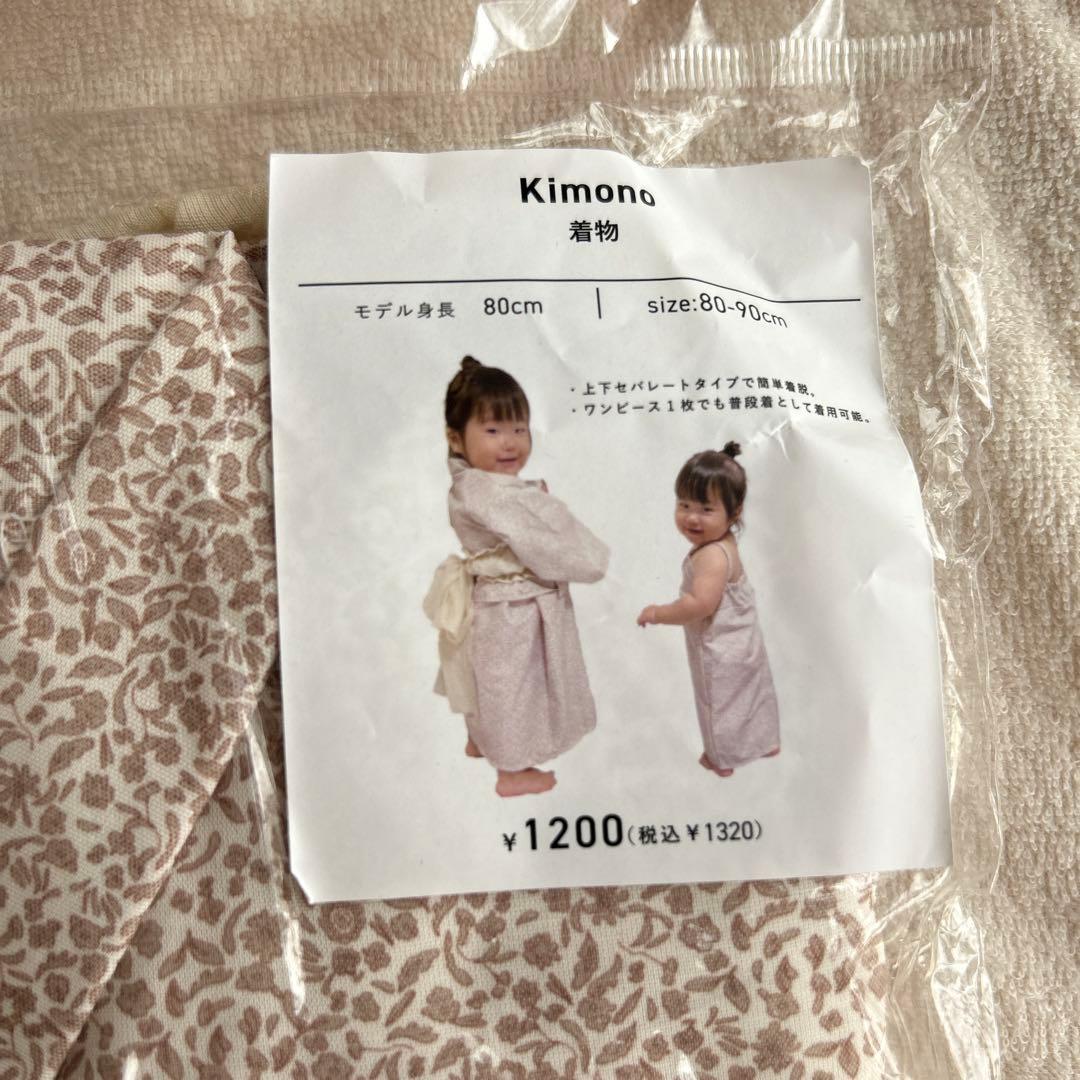 Kimono
着物
モデル身長 80cm | size:80-90cm
・上下セパレートタイプで簡単着脱。
・ワンピース1枚でも普段着として着用可能。
¥1200(税込¥1320)